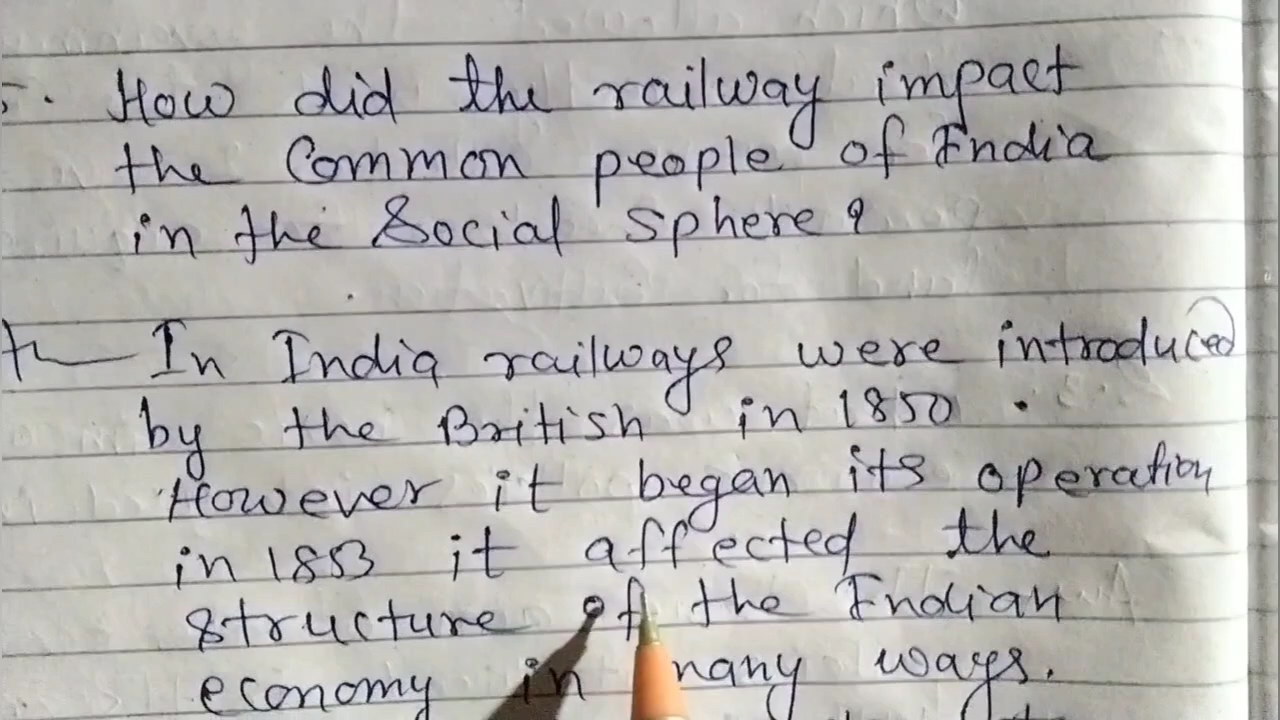 5. How did the railway impact
the Common people of India
in the Social sphere ?
In India railways were introduced
by the British in 1850 .
However it began its operation
in 1853 it affected the
structure of the Indian
economy in many ways.